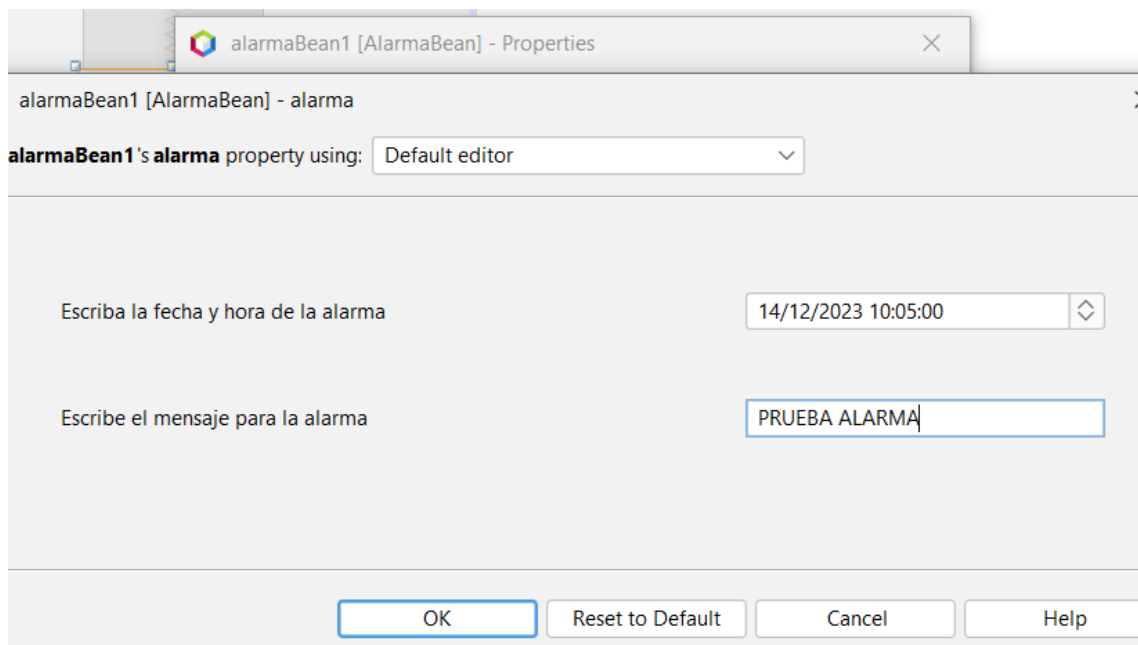 alarmaBean1 [AlarmaBean] - Properties
alarmaBean1 [AlarmaBean] - alarma
alarmaBean1's alarma property using: Default editor
Escriba la fecha y hora de la alarma 14/12/2023 10:05:00
Escribe el mensaje para la alarma PRUEBA ALARMA
OK Reset to Default Cancel Help